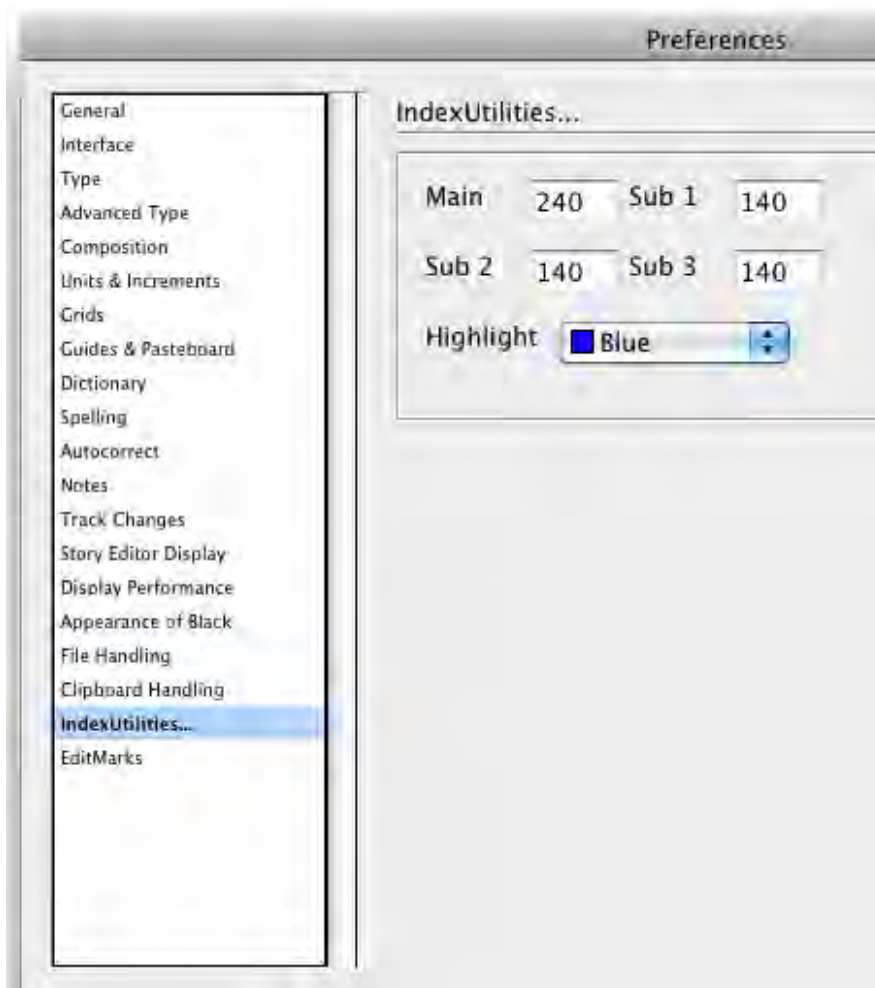 Preferences
General
Interface
Type
Advanced Type
Composition
Units & Increments
Grids
Guides & Pasteboard
Dictionary
Spelling
Autocorrect
Notes
Track Changes
Story Editor Display
Display Performance
Appearance of Black
File Handling
Clipboard Handling
IndexUtilities...
EditMarks
IndexUtilities...
Main 240 Sub 1 140
Sub 2 140 Sub 3 140
Highlight Blue